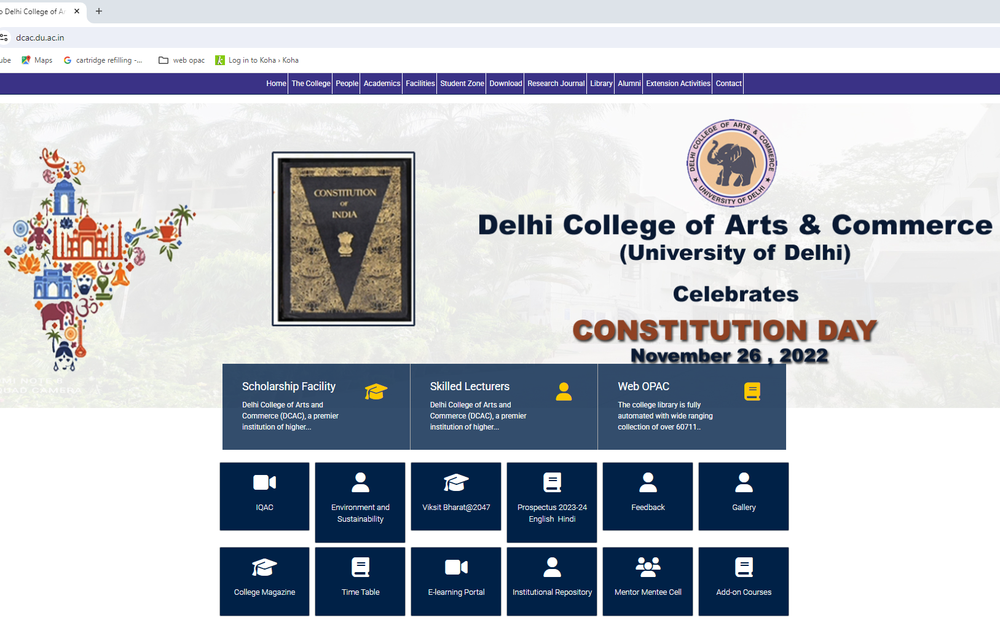 o Delhi College of Ar
dcac.du.ac.in
ube
Maps
cartridge refilling -...
web opac
Log in to Koha › Koha
Home
The College
People
Academics
Facilities
Student Zone
Download
Research Journal
Library
Alumni
Extension Activities
Contact
CONSTITUTION
OF
INDIA
DELHI COLLEGE OF ARTS & COMMERCE
★ UNIVERSITY OF DELHI ★
Delhi College of Arts & Commerce
(University of Delhi)
Celebrates
CONSTITUTION DAY
November 26 , 2022
MI NOTE 8
QUAD CAMERA
Scholarship Facility
Delhi College of Arts and
Commerce (DCAC), a premier
institution of higher...
Skilled Lecturers
Delhi College of Arts and
Commerce (DCAC), a premier
institution of higher...
Web OPAC
The college library is fully
automated with wide ranging
collection of over 60711..
IQAC
Environment and
Sustainability
Viksit Bharat@2047
Prospectus 2023-24
English Hindi
Feedback
Gallery
College Magazine
Time Table
E-learning Portal
Institutional Repository
Mentor Mentee Cell
Add-on Courses